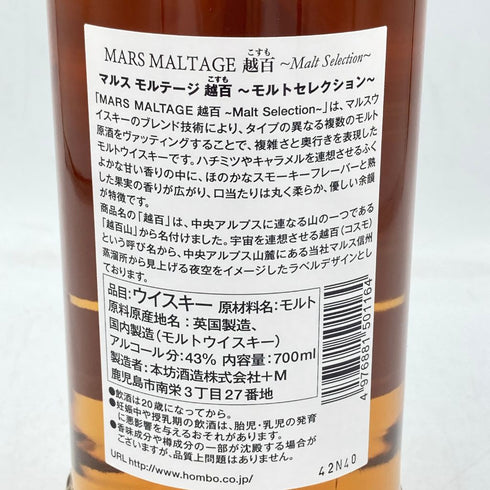 こすも
MARS MALTAGE 越百 ~Malt Selection~
こすも
マルス モルテージ 越百 ～モルトセレクション～
「MARS MALTAGE 越百 ~Malt Selection~」は、マルスウ
イスキーのブレンド技術により、タイプの異なる複数のモルト
原酒をヴァッティングすることで、複雑さと奥行きを表現した
モルトウイスキーです。ハチミツやキャラメルを連想させるふく
よかな甘い香りの中に、ほのかなスモーキーフレーバーと熟
した果実の香りが広がり、口当たりは丸く柔らか、優しい余韻
が特徴です。
商品名の「越百」は、中央アルプスに連なる山の一つである
「越百山」から名付けました。宇宙を連想させる越百(コスモ)
という呼び名から、中央アルプス山麓にある当社マルス信州
蒸溜所から見上げる夜空をイメージしたラベルデザインとし
ております。
品目:ウイスキー 原材料名:モルト
原料原産地名:英国製造、
国内製造(モルトウイスキー)
アルコール分:43% 内容量:700ml
製造者:本坊酒造株式会社+M
鹿児島市南栄3丁目27番地
4976881501164
●飲酒は20歳になってから。
●妊娠中や授乳期の飲酒は、胎児・乳児の発育
に悪影響を与えるおそれがあります。
●香味成分や樽成分の一部が沈殿する場合が
ございますが、品質上問題はありません。
URL http://www.hombo.co.jp
42N40